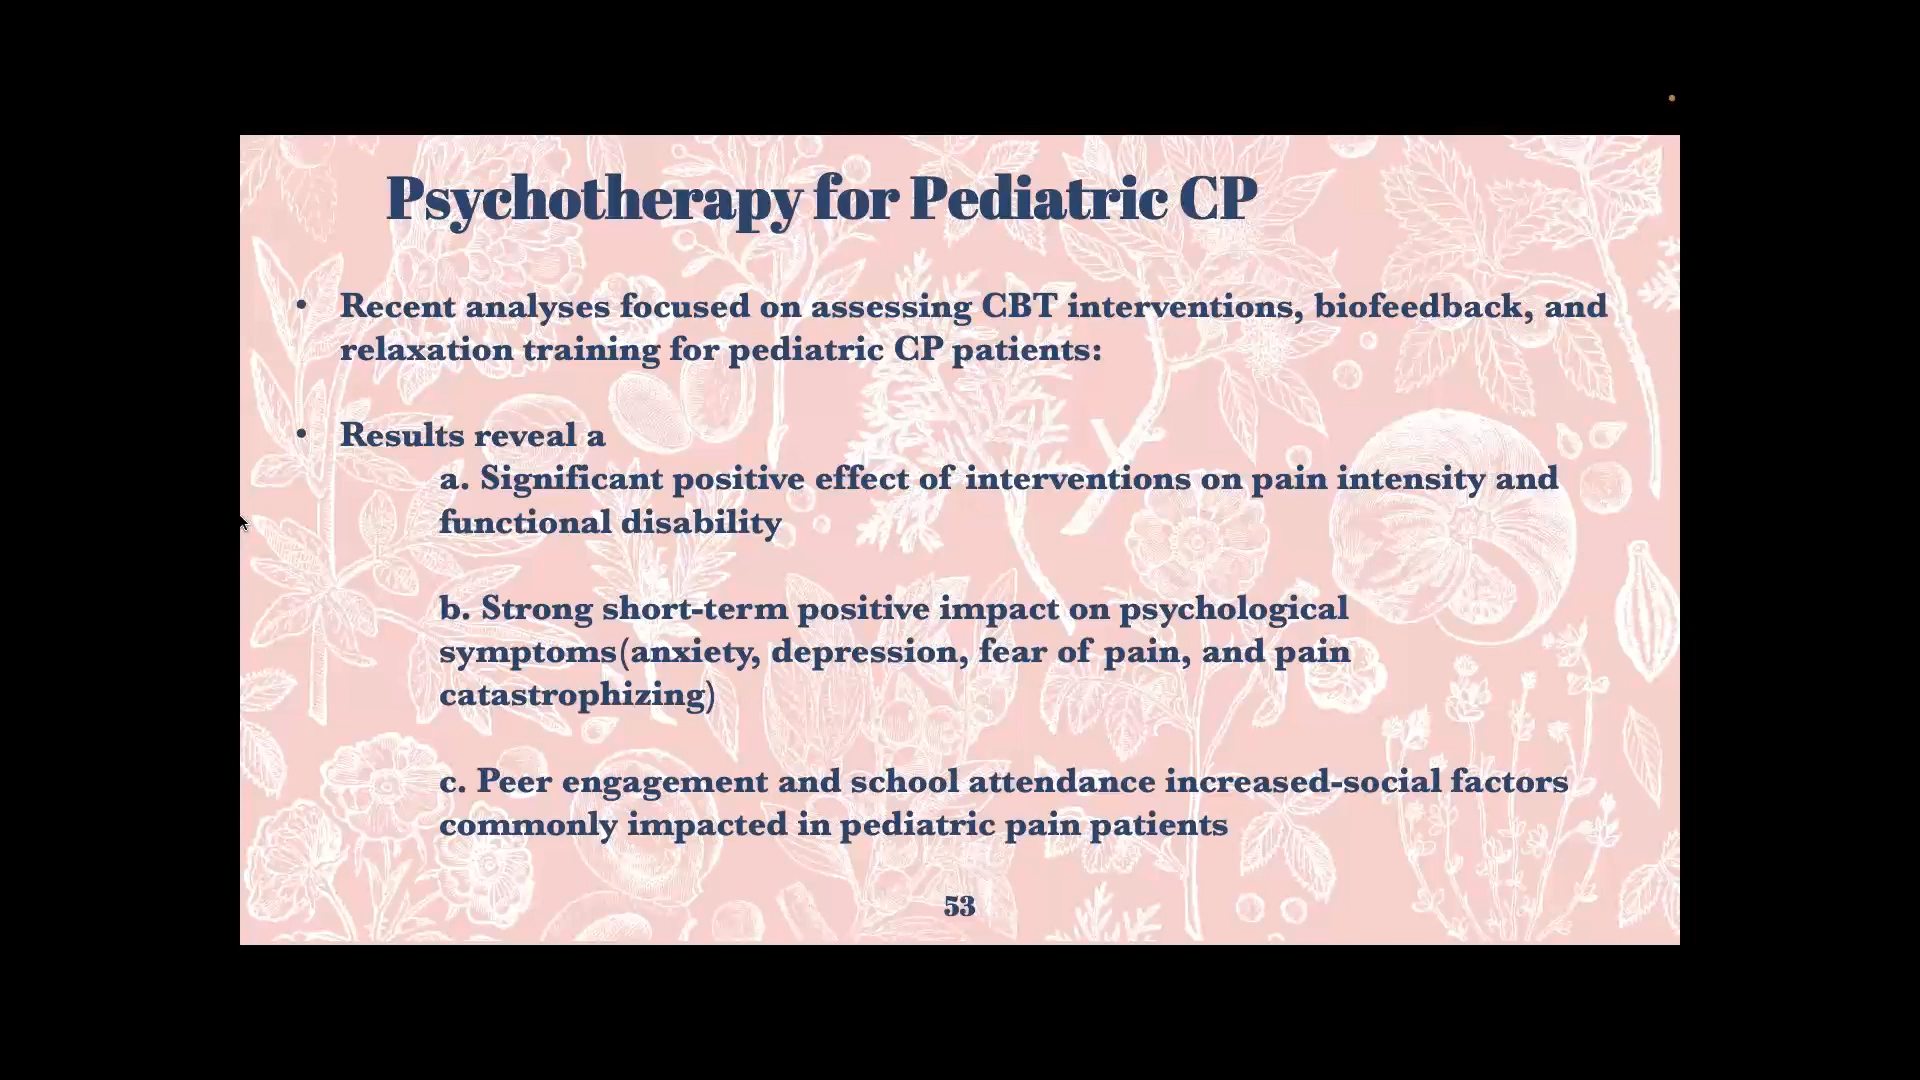 Psychotherapy for Pediatric CP
• Recent analyses focused on assessing CBT interventions, biofeedback, and
relaxation training for pediatric CP patients:
• Results reveal a
a. Significant positive effect of interventions on pain intensity and
functional disability
b. Strong short-term positive impact on psychological
symptoms(anxiety, depression, fear of pain, and pain
catastrophizing)
c. Peer engagement and school attendance increased-social factors
commonly impacted in pediatric pain patients
53